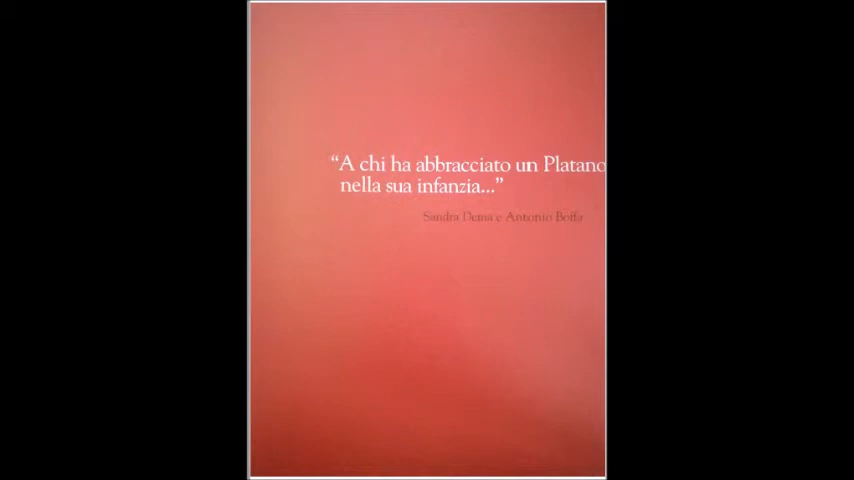 “A chi ha abbracciato un Platano
nella sua infanzia...”
Sandra Dema e Antonio Boffa